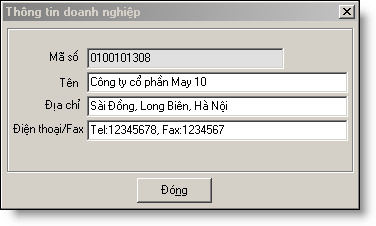 Thông tin doanh nghiệp
Mã số 0100101308
Tên Công ty cổ phần May 10
Địa chỉ Sài Đồng, Long Biên, Hà Nội
Điện thoại/Fax Tel:12345678, Fax:1234567
Đóng